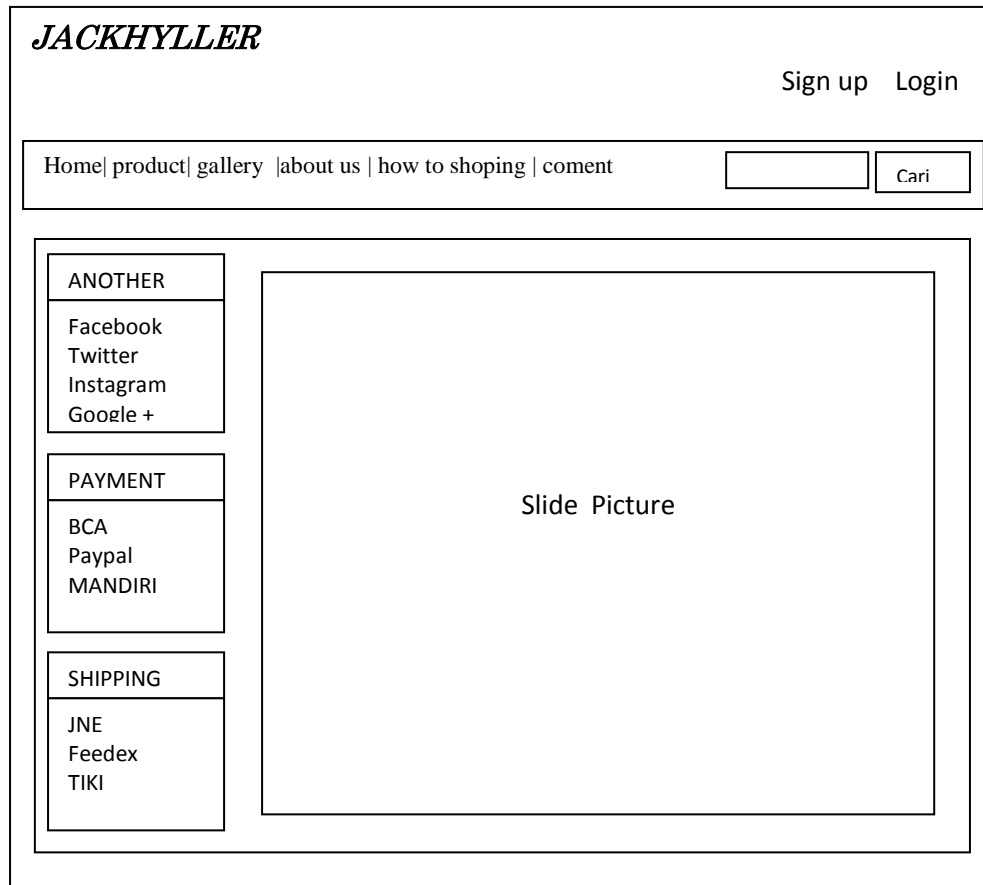 JACKHYLLER
Sign up Login
Home| product| gallery |about us | how to shoping | coment
Cari
ANOTHER
Facebook
Twitter
Instagram
Google +
PAYMENT
BCA
Paypal
MANDIRI
SHIPPING
JNE
Feedex
TIKI
Slide Picture